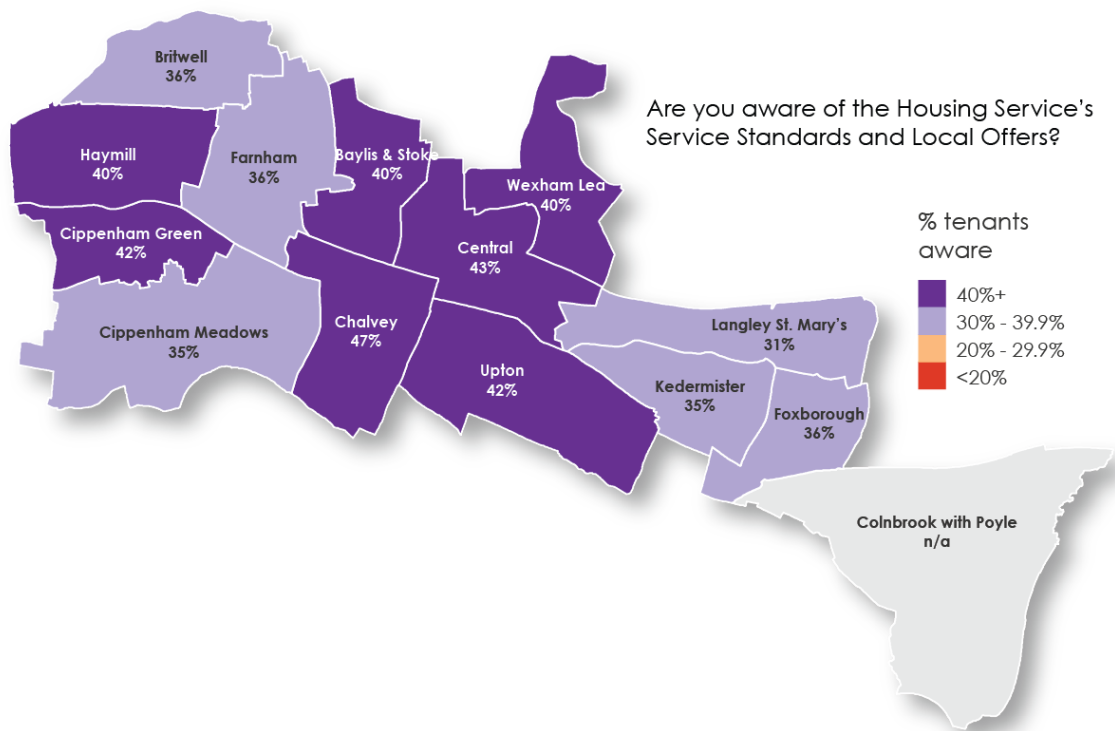 Britwell
36%
Are you aware of the Housing Service's
Service Standards and Local Offers?
Haymill
40%
Farnham
36%
Baylis & Stoke
40%
Wexham Lea
40%
Cippenham Green
42%
Central
43%
% tenants
aware
40%+
30% - 39.9%
20% - 29.9%
<20%
Cippenham Meadows
35%
Chalvey
47%
Langley St. Mary's
31%
Upton
42%
Kedermister
35%
Foxborough
36%
Colnbrook with Poyle
n/a